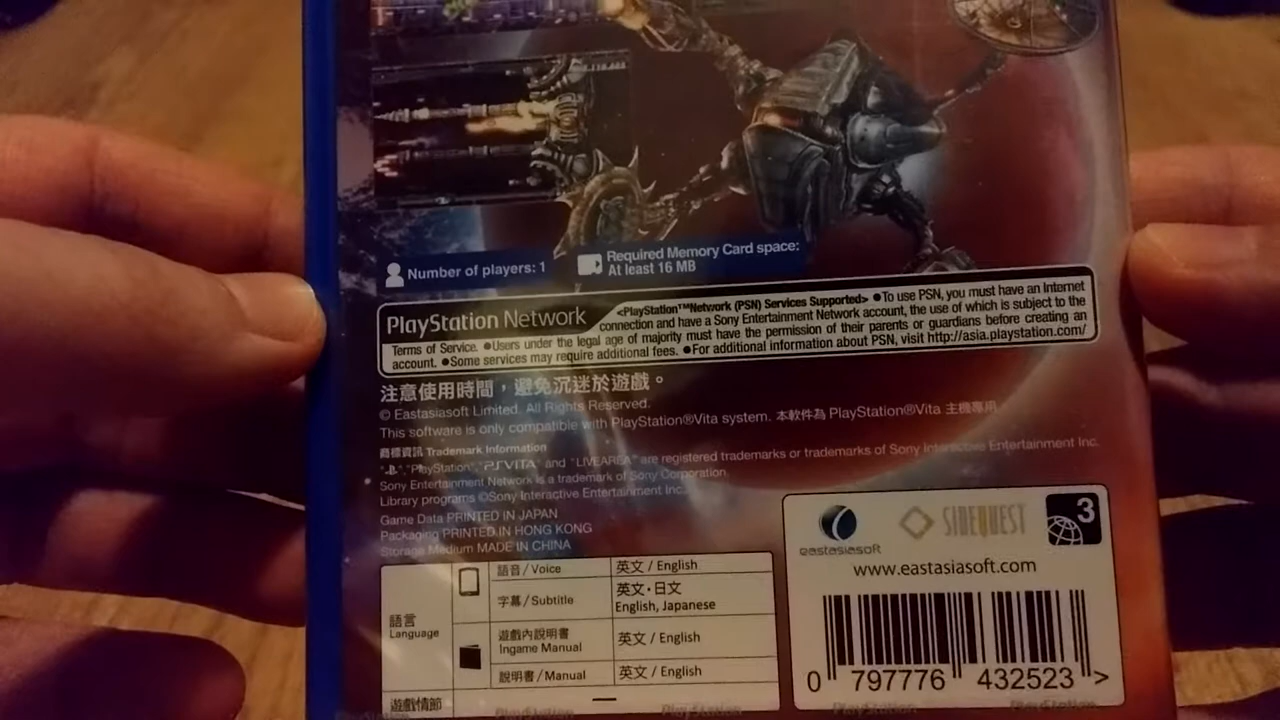 Number of players: 1
Required Memory Card space:
At least 16 MB
PlayStation Network
<PlayStation™Network (PSN) Services Supported> ●To use PSN, you must have an Internet
connection and have a Sony Entertainment Network account, the use of which is subject to the
Terms of Service. ●Users under the legal age of majority must have the permission of their parents or guardians before creating an
account. ●Some services may require additional fees. ●For additional information about PSN, visit http://asia.playstation.com/
注意使用時間，避免沉迷於遊戲。
© Eastasiasoft Limited. All Rights Reserved.
This software is only compatible with PlayStation®Vita system. 本軟件為 PlayStation®Vita 主機專用
商標資訊 Trademark Information
" ", "PlayStation", "PSVITA" and "LIVEAREA" are registered trademarks or trademarks of Sony Interactive Entertainment Inc.
Sony Entertainment Network is a trademark of Sony Corporation.
Library programs ©Sony Interactive Entertainment Inc.
Game Data PRINTED IN JAPAN
Packaging PRINTED IN HONG KONG
Storage Medium MADE IN CHINA
語言
Language
語音/Voice
英文 / English
字幕/Subtitle
英文·日文
English, Japanese
遊戲內說明書
Ingame Manual
英文 / English
說明書/Manual
英文 / English
遊戲情節
—
eastasiasoft
SIDEQUEST
3
www.eastasiasoft.com
0 797776 432523 >